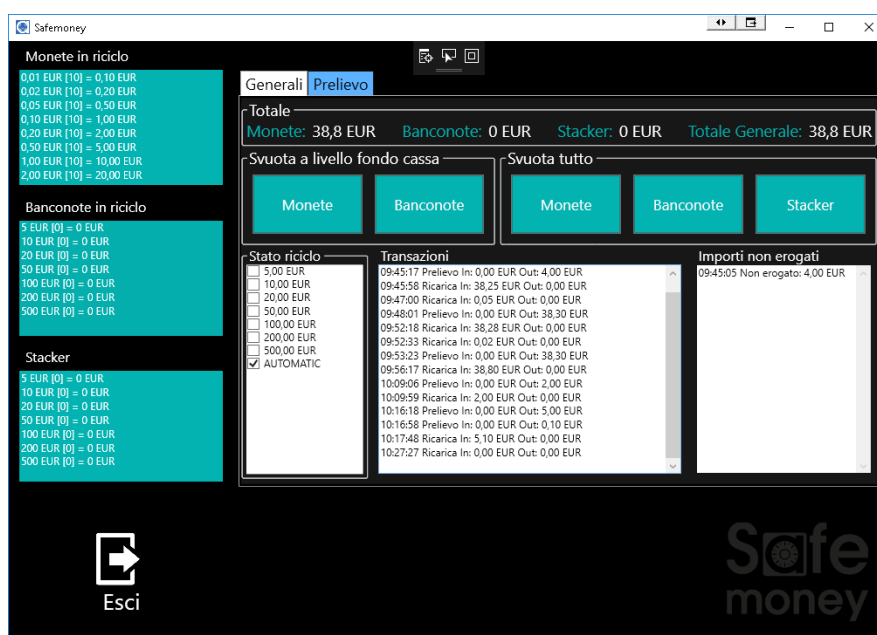 Safemoney
Monete in riciclo
0,01 EUR [10] = 0,10 EUR
0,02 EUR [10] = 0,20 EUR
0,05 EUR [10] = 0,50 EUR
0,10 EUR [10] = 1,00 EUR
0,20 EUR [10] = 2,00 EUR
0,50 EUR [10] = 5,00 EUR
1,00 EUR [10] = 10,00 EUR
2,00 EUR [10] = 20,00 EUR
Banconote in riciclo
5 EUR [0] = 0 EUR
10 EUR [0] = 0 EUR
20 EUR [0] = 0 EUR
50 EUR [0] = 0 EUR
100 EUR [0] = 0 EUR
200 EUR [0] = 0 EUR
500 EUR [0] = 0 EUR
Stacker
5 EUR [0] = 0 EUR
10 EUR [0] = 0 EUR
20 EUR [0] = 0 EUR
50 EUR [0] = 0 EUR
100 EUR [0] = 0 EUR
200 EUR [0] = 0 EUR
500 EUR [0] = 0 EUR
Esci
Generali Prelievo
Totale
Monete: 38,8 EUR Banconote: 0 EUR Stacker: 0 EUR Totale Generale: 38,8 EUR
Svuota a livello fondo cassa
Monete Banconote
Svuota tutto
Monete Banconote Stacker
Stato riciclo
5,00 EUR
10,00 EUR
20,00 EUR
50,00 EUR
100,00 EUR
200,00 EUR
500,00 EUR
AUTOMATIC
Transazioni
09:45:17 Prelievo In: 0,00 EUR Out: 4,00 EUR
09:45:58 Ricarica In: 38,25 EUR Out: 0,00 EUR
09:47:00 Ricarica In: 0,05 EUR Out: 0,00 EUR
09:48:01 Prelievo In: 0,00 EUR Out: 38,30 EUR
09:52:18 Ricarica In: 38,28 EUR Out: 0,00 EUR
09:52:33 Ricarica In: 0,02 EUR Out: 0,00 EUR
09:53:23 Prelievo In: 0,00 EUR Out: 38,30 EUR
09:56:17 Ricarica In: 38,80 EUR Out: 0,00 EUR
10:09:06 Prelievo In: 0,00 EUR Out: 2,00 EUR
10:09:59 Ricarica In: 2,00 EUR Out: 0,00 EUR
10:16:18 Prelievo In: 0,00 EUR Out: 5,00 EUR
10:16:58 Prelievo In: 0,00 EUR Out: 0,10 EUR
10:17:48 Ricarica In: 5,10 EUR Out: 0,00 EUR
10:27:27 Ricarica In: 0,00 EUR Out: 0,00 EUR
Importi non erogati
09:45:05 Non erogato: 4,00 EUR
Safe
money